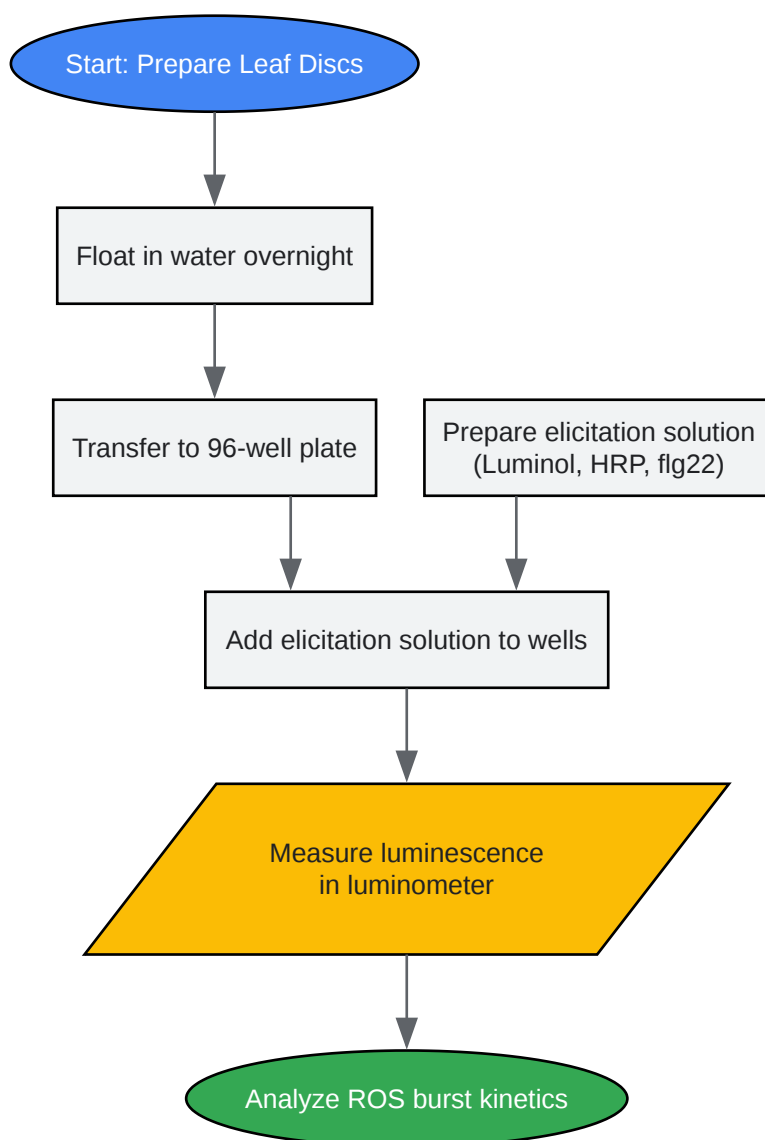 Start: Prepare Leaf Discs
Float in water overnight
Transfer to 96-well plate
Prepare elicitation solution
(Luminol, HRP, flg22)
Add elicitation solution to wells
Measure luminescence
in luminometer
Analyze ROS burst kinetics